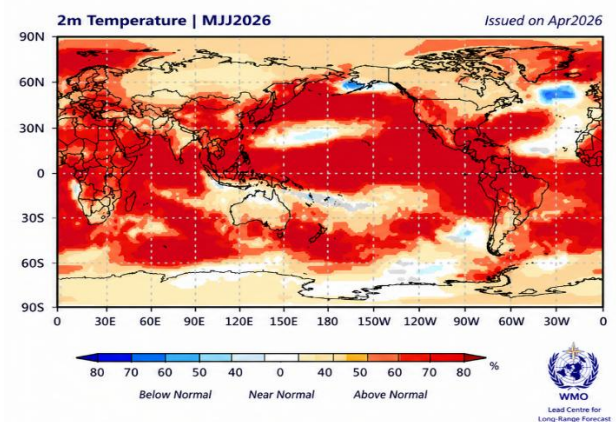 2m Temperature | MJJ2026 Issued on Apr2026
90N
60N
30N
0
30S
60S
90S
0 30E 60E 90E 120E 150E 180 150W 120W 90W 60W 30W 0
80 70 60 50 40 0 40 50 60 70 80 %
Below Normal Near Normal Above Normal
WMO
Lead Centre for
Long-Range Forecast